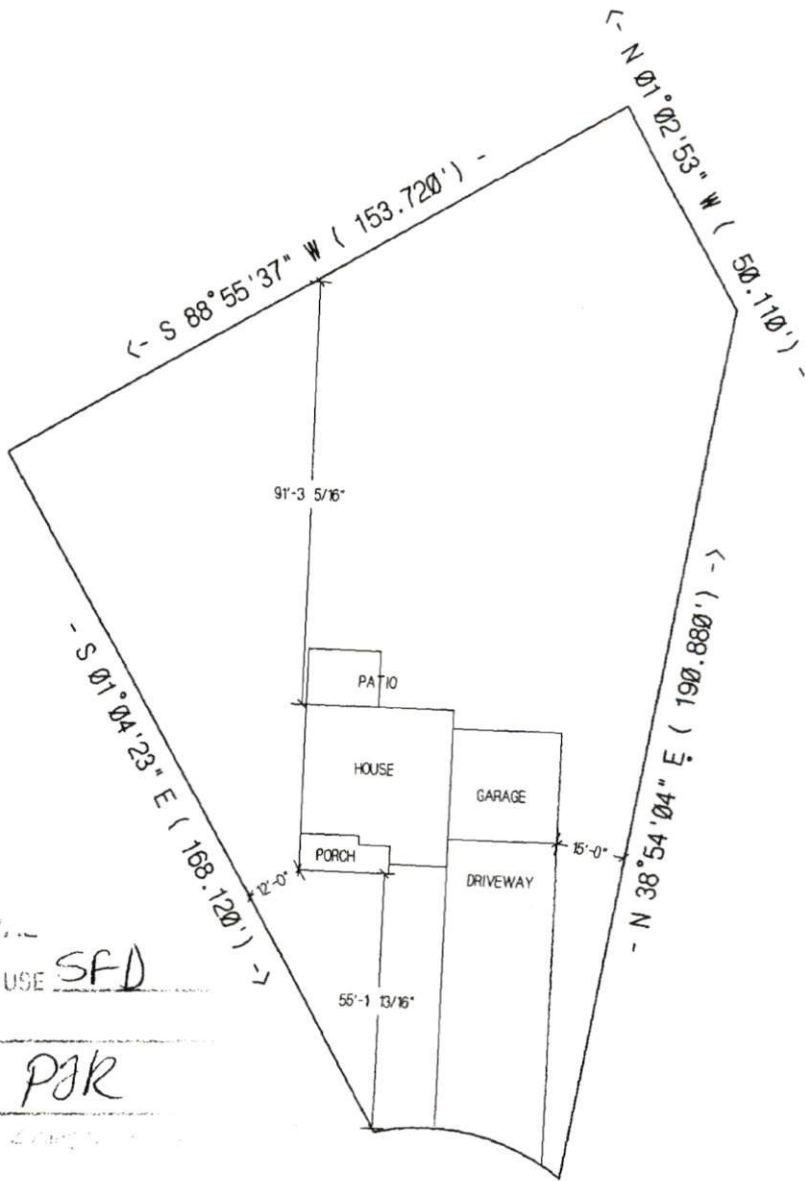 <- N 01°02'53" W ( 50.110') -
<- S 88°55'37" W ( 153.720') -
91'-3 5/16"
- S 01°04'23" E ( 168.120') ->
- N 38°54'04" E ( 190.880') ->
PATIO
HOUSE
GARAGE
PORCH
DRIVEWAY
15'-0"
12'-0"
55'-1 13/16"
USE SFD
PJR